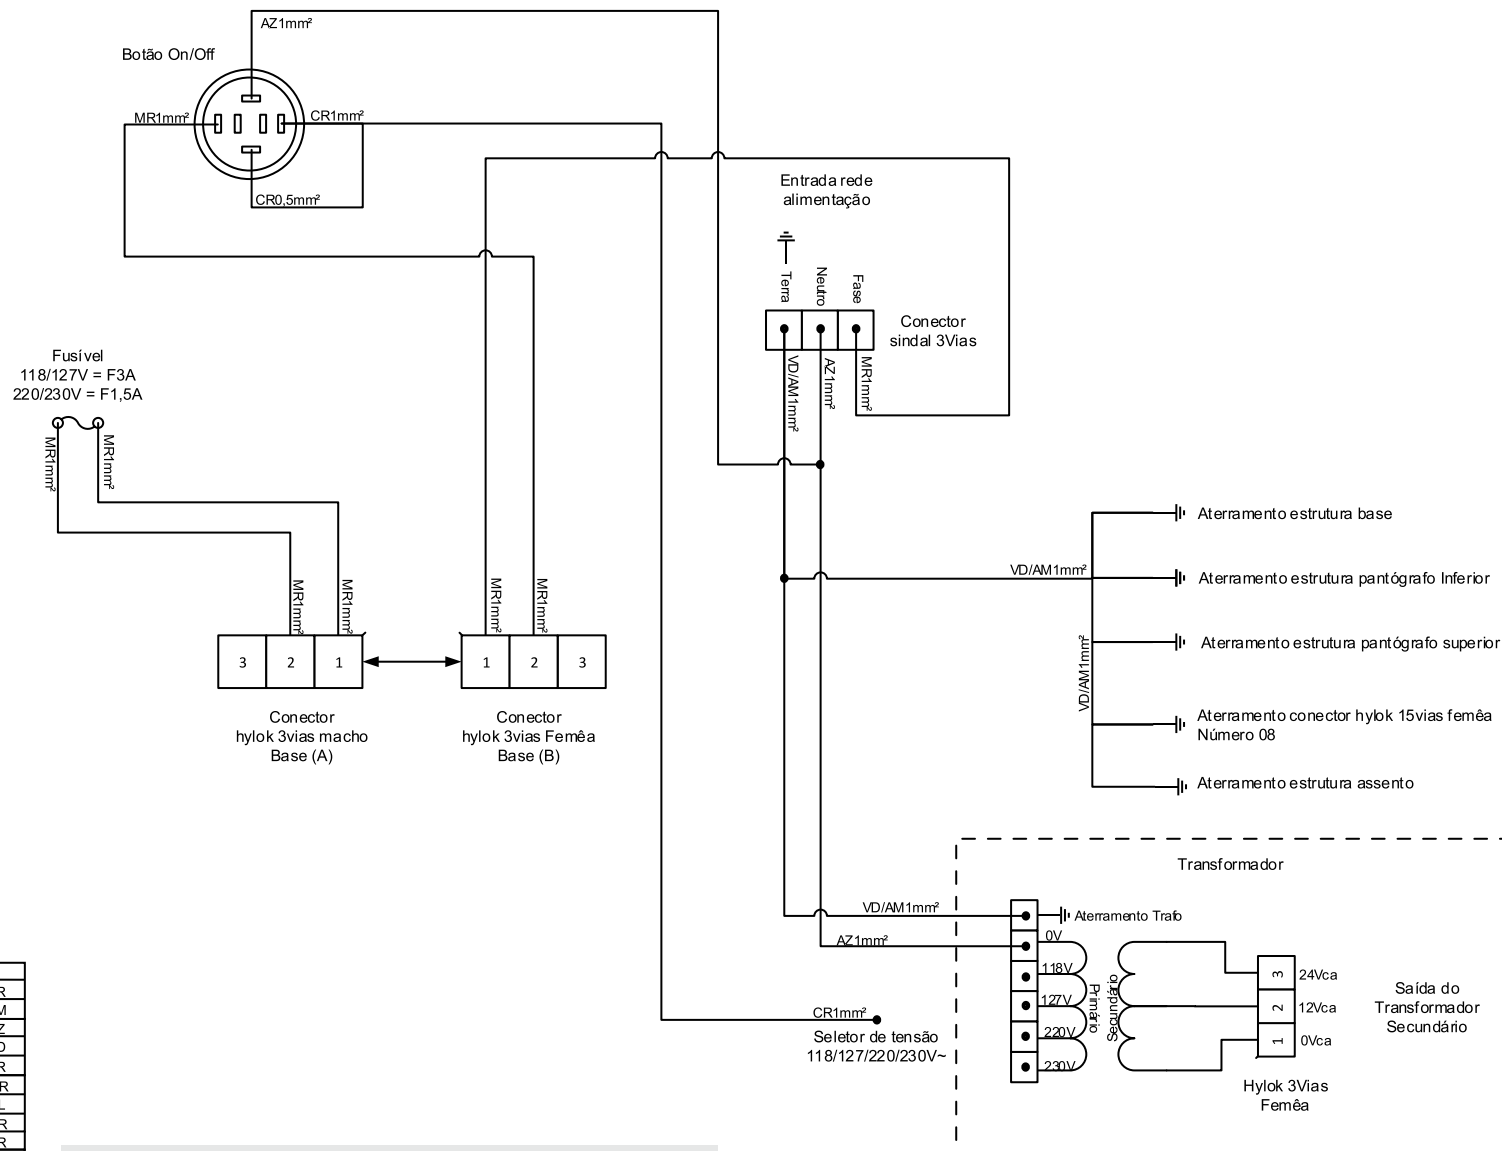 AZ1mm²
Botão On/Off
MR1mm²
CR1mm²
CR0,5mm²
Entrada rede
alimentação
Terra
Neutro
Fase
Conector
sindal 3Vias
VD/AM1mm²
AZ1mm²
MR1mm²
Fusível
118/127V = F3A
220/230V = F1,5A
MR1mm²
MR1mm²
MR1mm²
MR1mm²
MR1mm²
MR1mm²
3
2
1
1
2
3
Conector
hylok 3vias macho
Base (A)
Conector
hylok 3vias Femêa
Base (B)
VD/AM1mm²
VD/AM1mm²
Aterramento estrutura base
Aterramento estrutura pantógrafo Inferior
Aterramento estrutura pantógrafo superior
Aterramento conector hylok 15vias femêa
Número 08
Aterramento estrutura assento
Transformador
VD/AM1mm²
Aterramento Trafo
AZ1mm²
0V
118V
127V
220V
230V
Primário
Secundário
3
2
1
24Vca
12Vca
0Vca
Saída do
Transformador
Secundário
Hylok 3Vias
Femêa
CR1mm²
Seletor de tensão
118/127/220/230V~
R
M
Z
R
R
L
R
R